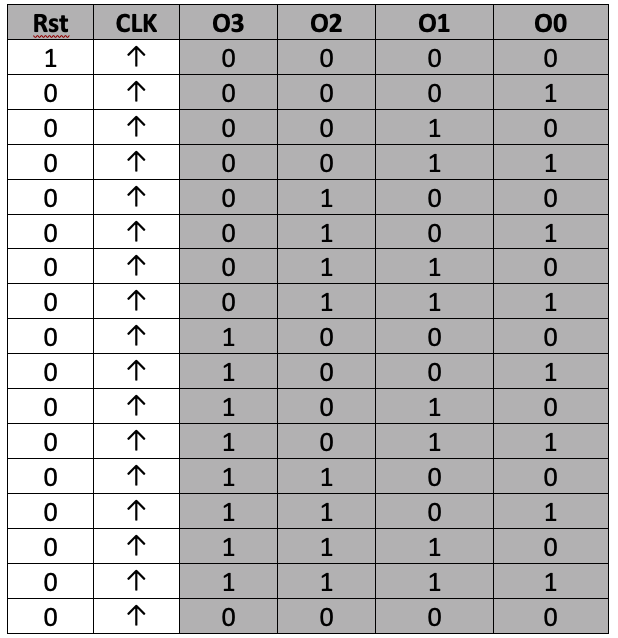 Rst CLK O3 O2 O1 O0
1 ↑ 0 0 0 0
0 ↑ 0 0 0 1
0 ↑ 0 0 1 0
0 ↑ 0 0 1 1
0 ↑ 0 1 0 0
0 ↑ 0 1 0 1
0 ↑ 0 1 1 0
0 ↑ 0 1 1 1
0 ↑ 1 0 0 0
0 ↑ 1 0 0 1
0 ↑ 1 0 1 0
0 ↑ 1 0 1 1
0 ↑ 1 1 0 0
0 ↑ 1 1 0 1
0 ↑ 1 1 1 0
0 ↑ 1 1 1 1
0 ↑ 0 0 0 0